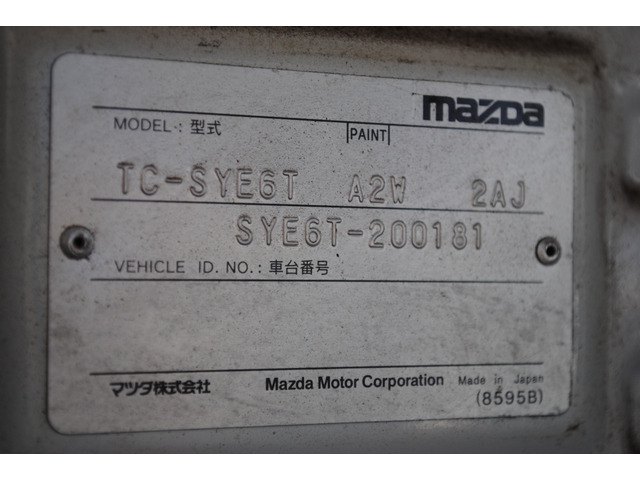 mazda
MODEL : 型式 PAINT
TC-SYE6T A2W 2AJ
SYE6T-200181
VEHICLE ID. NO. : 車台番号
マツダ株式会社 Mazda Motor Corporation Made in Japan
(8595B)